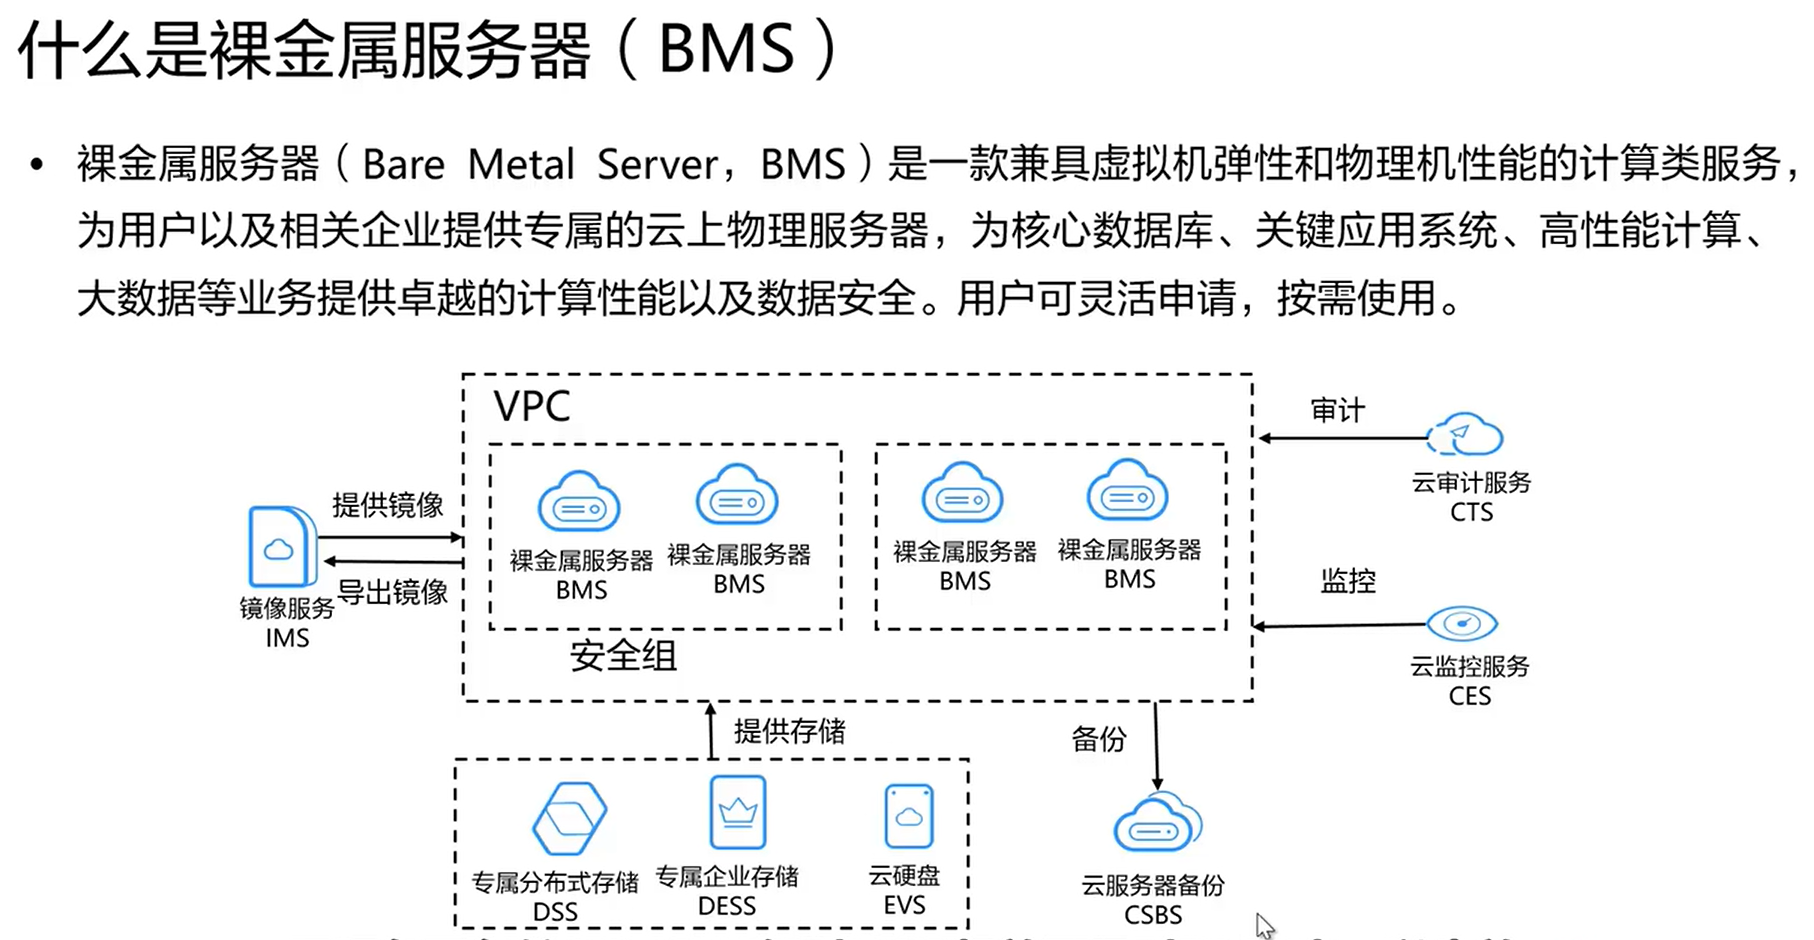 什么是裸金属服务器（BMS）
• 裸金属服务器（Bare Metal Server，BMS）是一款兼具虚拟机弹性和物理机性能的计算类服务，
为用户以及相关企业提供专属的云上物理服务器，为核心数据库、关键应用系统、高性能计算、
大数据等业务提供卓越的计算性能以及数据安全。用户可灵活申请，按需使用。
VPC
审计
云审计服务
CTS
提供镜像
导出镜像
镜像服务
IMS
裸金属服务器
BMS
裸金属服务器
BMS
裸金属服务器
BMS
裸金属服务器
BMS
安全组
监控
云监控服务
CES
提供存储
备份
专属分布式存储
DSS
专属企业存储
DESS
云硬盘
EVS
云服务器备份
CSBS